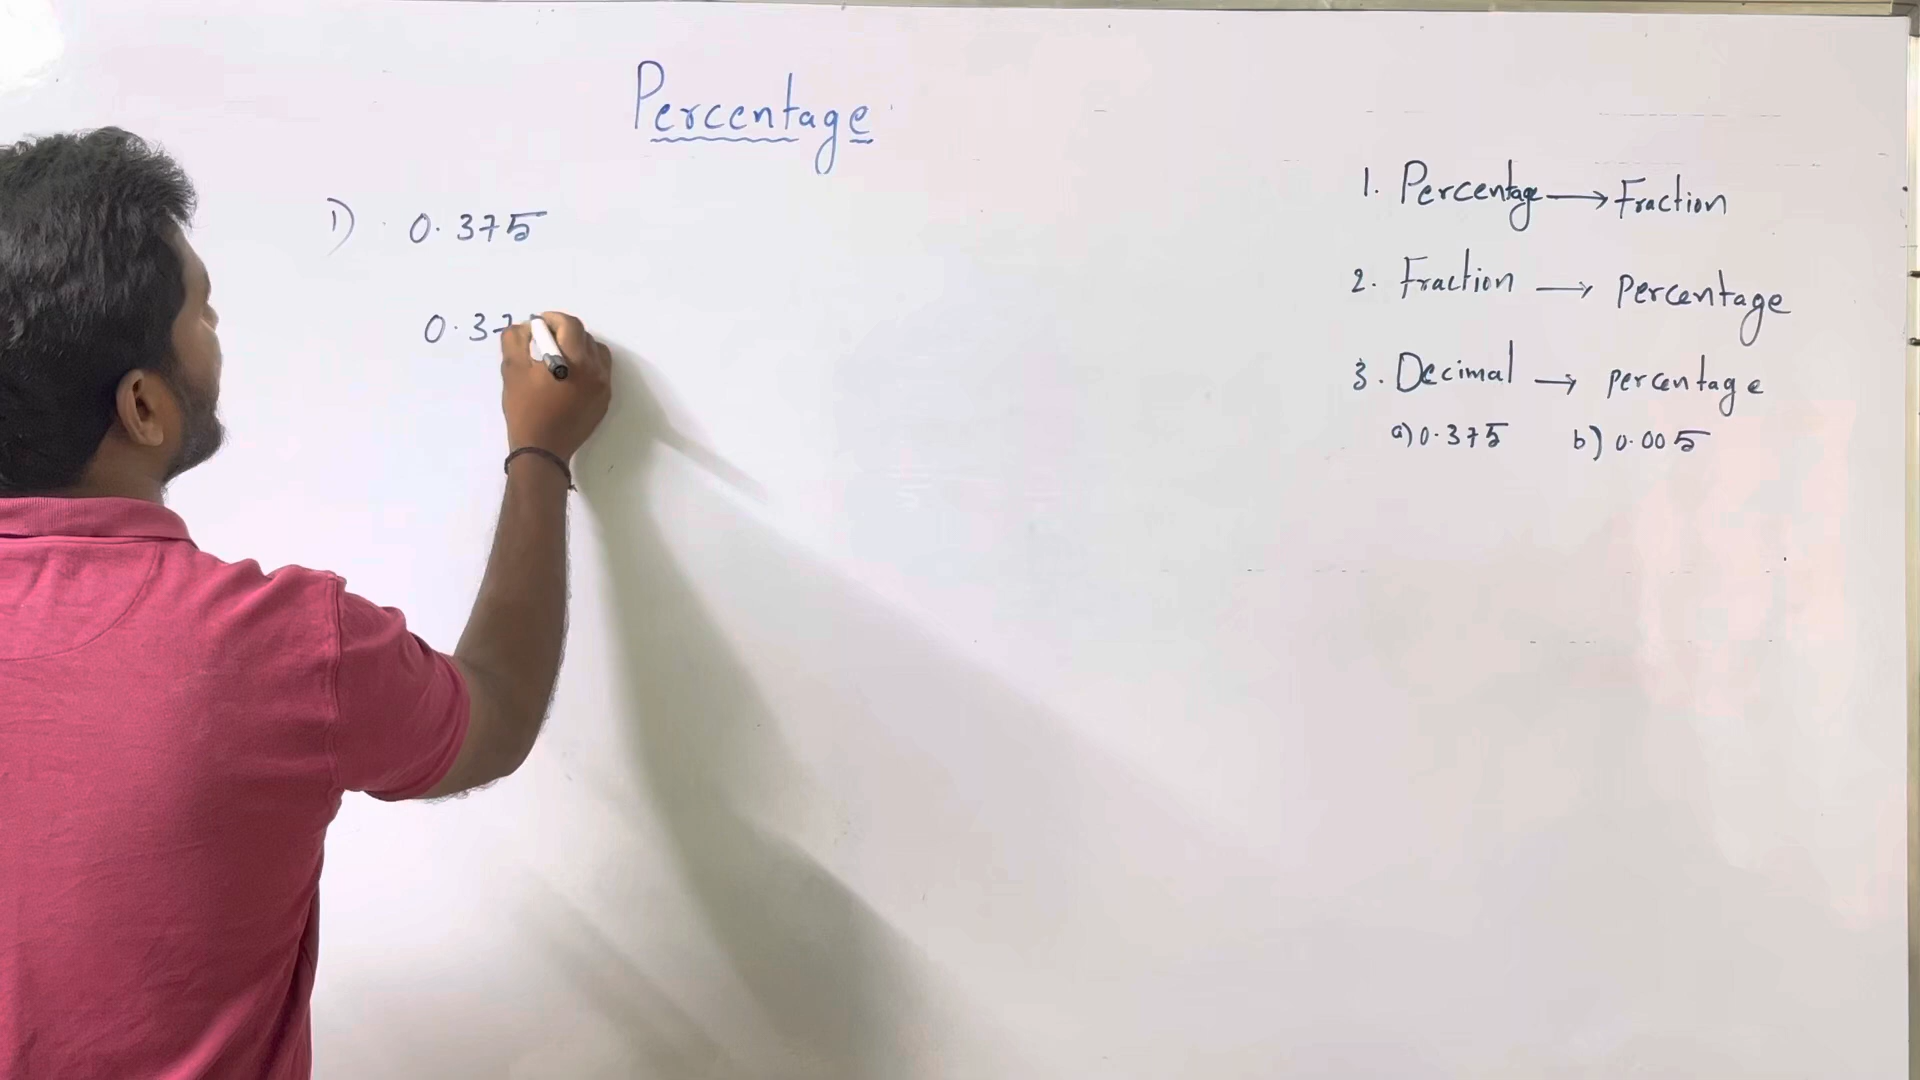 Percentage
1) 0.375
0.37
1. Percentage → Fraction
2. Fraction → percentage
3. Decimal → percentage
a) 0.375 b) 0.005